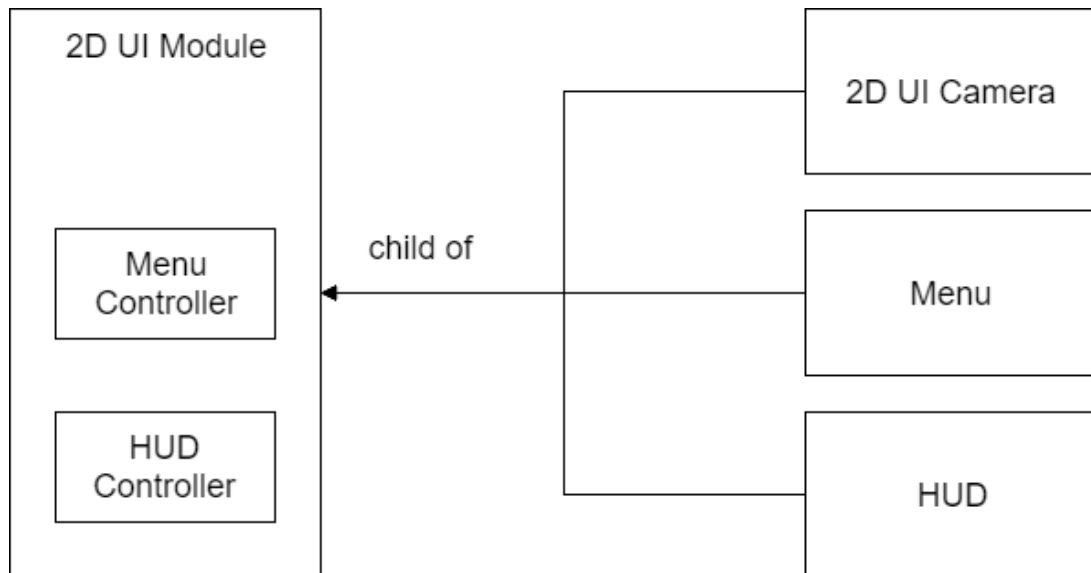 2D UI Module
Menu
Controller
HUD
Controller
child of
2D UI Camera
Menu
HUD